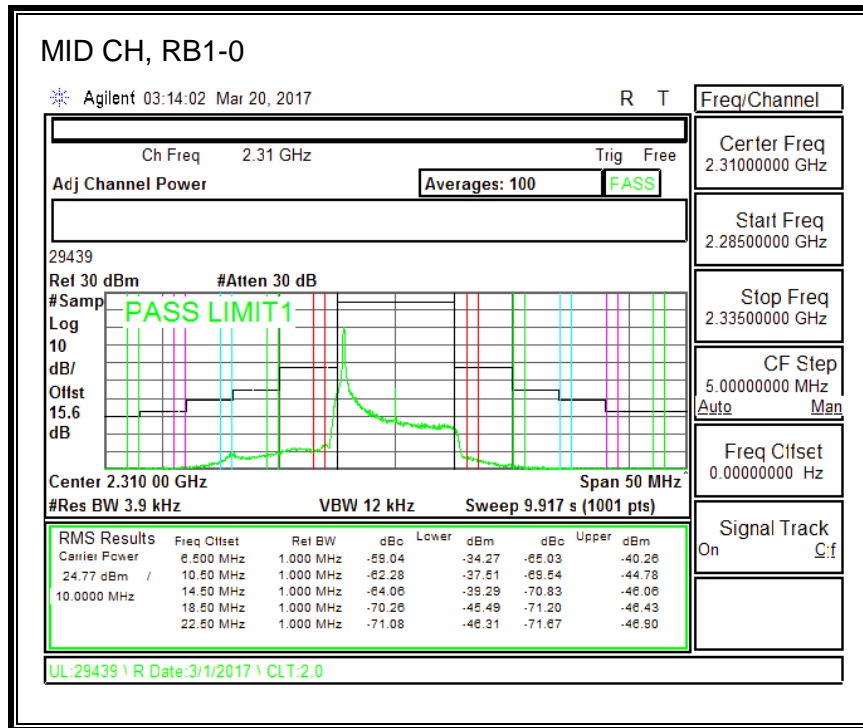 MID CH, RB1-0
Agilent 03:14:02 Mar 20, 2017 R T
Freq/Channel
Ch Freq 2.31 GHz Trig Free
Adj Channel Power Averages: 100 PASS
Center Freq
2.31000000 GHz
Start Freq
2.28500000 GHz
Stop Freq
2.33500000 GHz
CF Step
5.00000000 MHz
Auto Man
Freq Offset
0.00000000 Hz
Signal Track
On Off
29439
Ref 30 dBm #Atten 30 dB
#Samp
Log
10
dB/
Offst
15.6
dB
PASS LIMIT1
Center 2.310 00 GHz Span 50 MHz
#Res BW 3.9 kHz VBW 12 kHz Sweep 9.917 s (1001 pts)
RMS Results Freq Offset Ref BW dBc Lower dBm dBc Upper dBm
Carrier Power 6.500 MHz 1.000 MHz -59.04 -34.27 -65.03 -40.26
24.77 dBm / 10.50 MHz 1.000 MHz -62.28 -37.51 -69.54 -44.78
10.0000 MHz 14.50 MHz 1.000 MHz -64.06 -39.29 -70.83 -46.06
18.50 MHz 1.000 MHz -70.26 -45.49 -71.20 -46.43
22.50 MHz 1.000 MHz -71.08 -46.31 -71.67 -46.90
UL:29439 \ R Date:3/1/2017 \ CLT:2.0